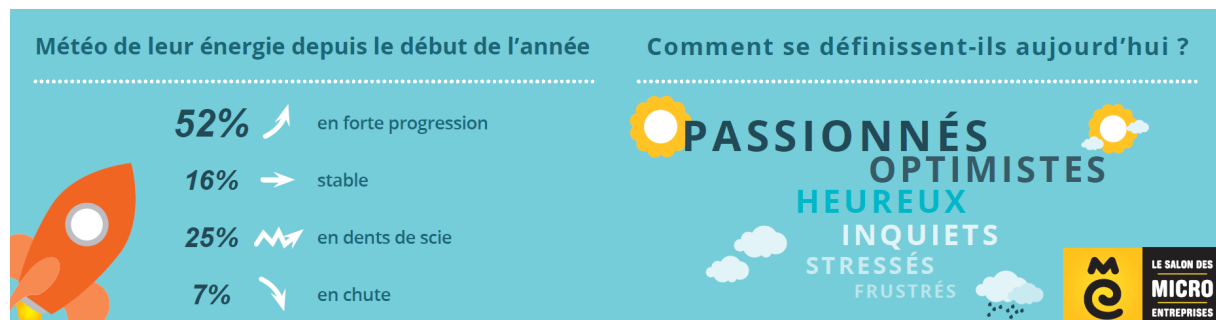 Météo de leur énergie depuis le début de l’année
52% en forte progression
16% stable
25% en dents de scie
7% en chute
Comment se définissent-ils aujourd’hui ?
PASSIONNÉS
OPTIMISTES
HEUREUX
INQUIETS
STRESSÉS
FRUSTRÉS
LE SALON DES
MICRO
ENTREPRISES